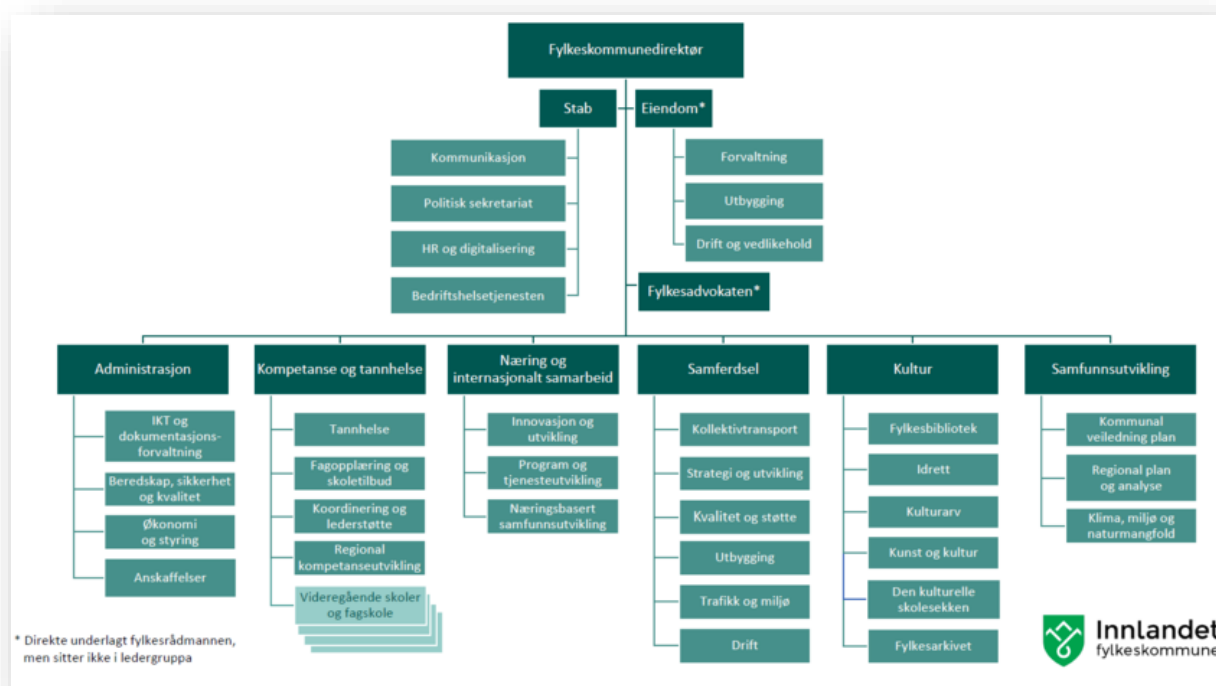 Fylkeskommunedirektør
Stab
Eiendom*
Kommunikasjon
Politisk sekretariat
HR og digitalisering
Bedriftshelsetjenesten
Forvaltning
Utbygging
Drift og vedlikehold
Fylkesadvokaten*
Administrasjon
IKT og
dokumentasjons-
forvaltning
Beredskap, sikkerhet
og kvalitet
Økonomi
og styring
Anskaffelser
Kompetanse og tannhelse
Tannhelse
Fagopplæring og
skoletilbud
Koordinering og
lederstøtte
Regional
kompetanseutvikling
Videregående skoler
og fagskole
Næring og
internasjonalt samarbeid
Innovasjon og
utvikling
Program og
tjenesteutvikling
Næringsbasert
samfunnsutvikling
Samferdsel
Kollektivtransport
Strategi og utvikling
Kvalitet og støtte
Utbygging
Trafikk og miljø
Drift
Kultur
Fylkesbibliotek
Idrett
Kulturarv
Kunst og kultur
Den kulturelle
skolesekken
Fylkesarkivet
Samfunnsutvikling
Kommunal
veiledning plan
Regional plan
og analyse
Klima, miljø og
naturmangfold
* Direkte underlagt fylkesrådmannen,
men sitter ikke i ledergruppa
Innlandet
fylkeskommune